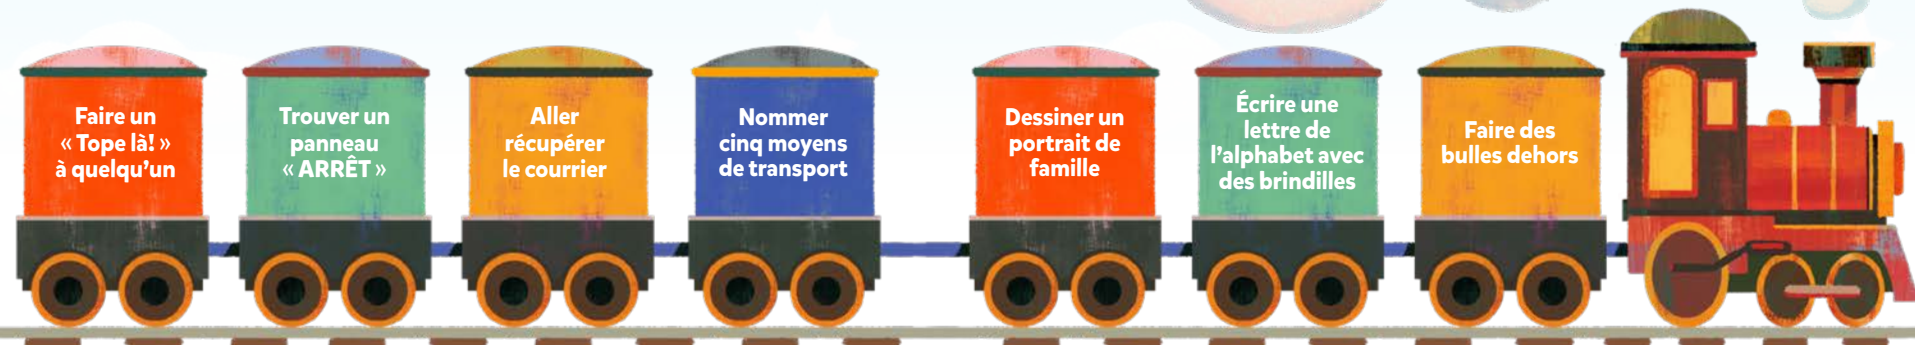 Faire un
« Tope là! »
à quelqu’un
Trouver un
panneau
« ARRÊT »
Aller
récupérer
le courrier
Nommer
cinq moyens
de transport
Dessiner un
portrait de
famille
Écrire une
lettre de
l’alphabet avec
des brindilles
Faire des
bulles dehors